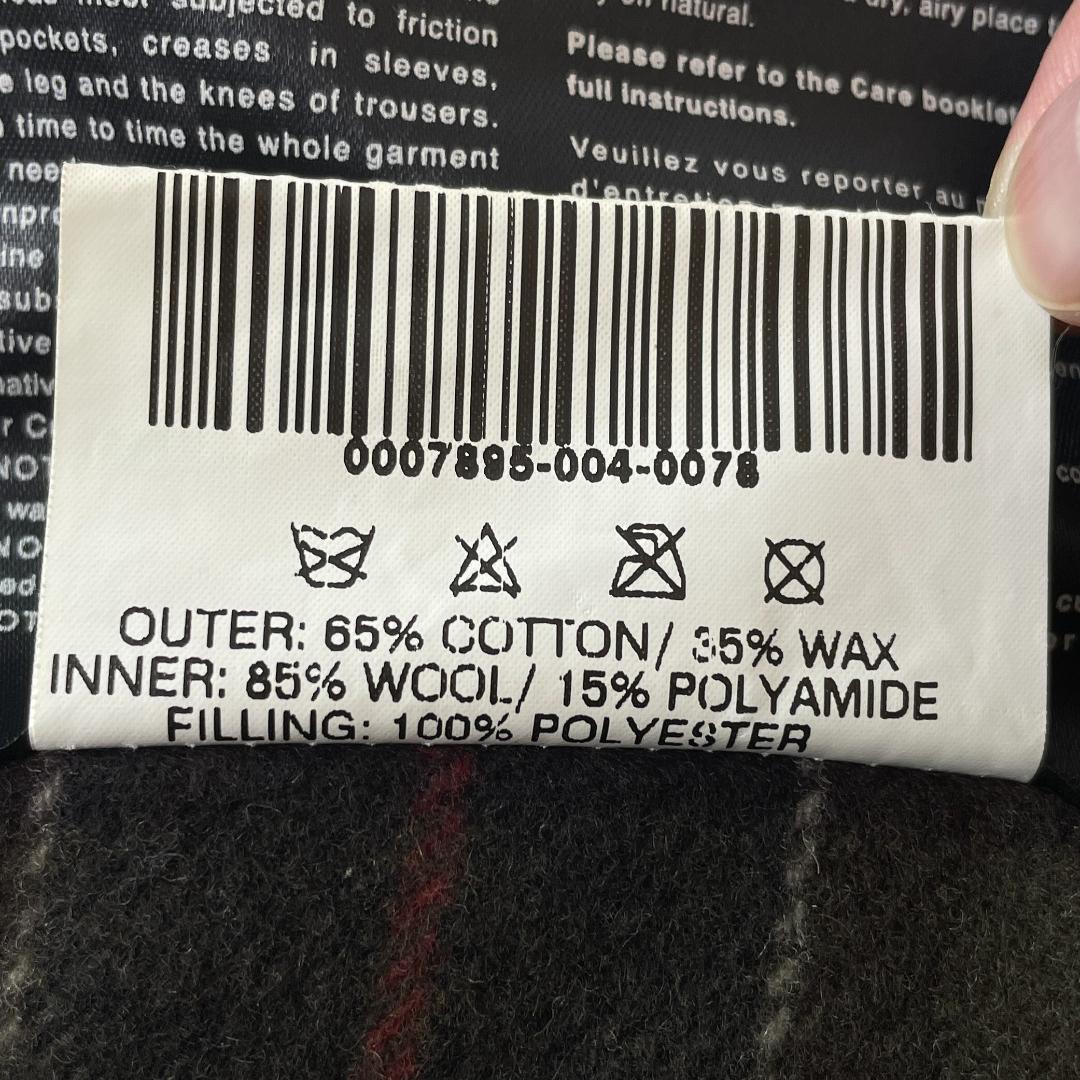 subjected to friction
pockets, creases in sleeves,
leg and the knees of trousers.
time to time the whole garment
natural.
dry, airy place
Please refer to the Care booklet
full instructions.
Veuillez vous reporter au
d'entretien
0007895-004-0078
OUTER: 65% COTTON/ 35% WAX
INNER: 85% WOOL/ 15% POLYAMIDE
FILLING: 100% POLYESTER